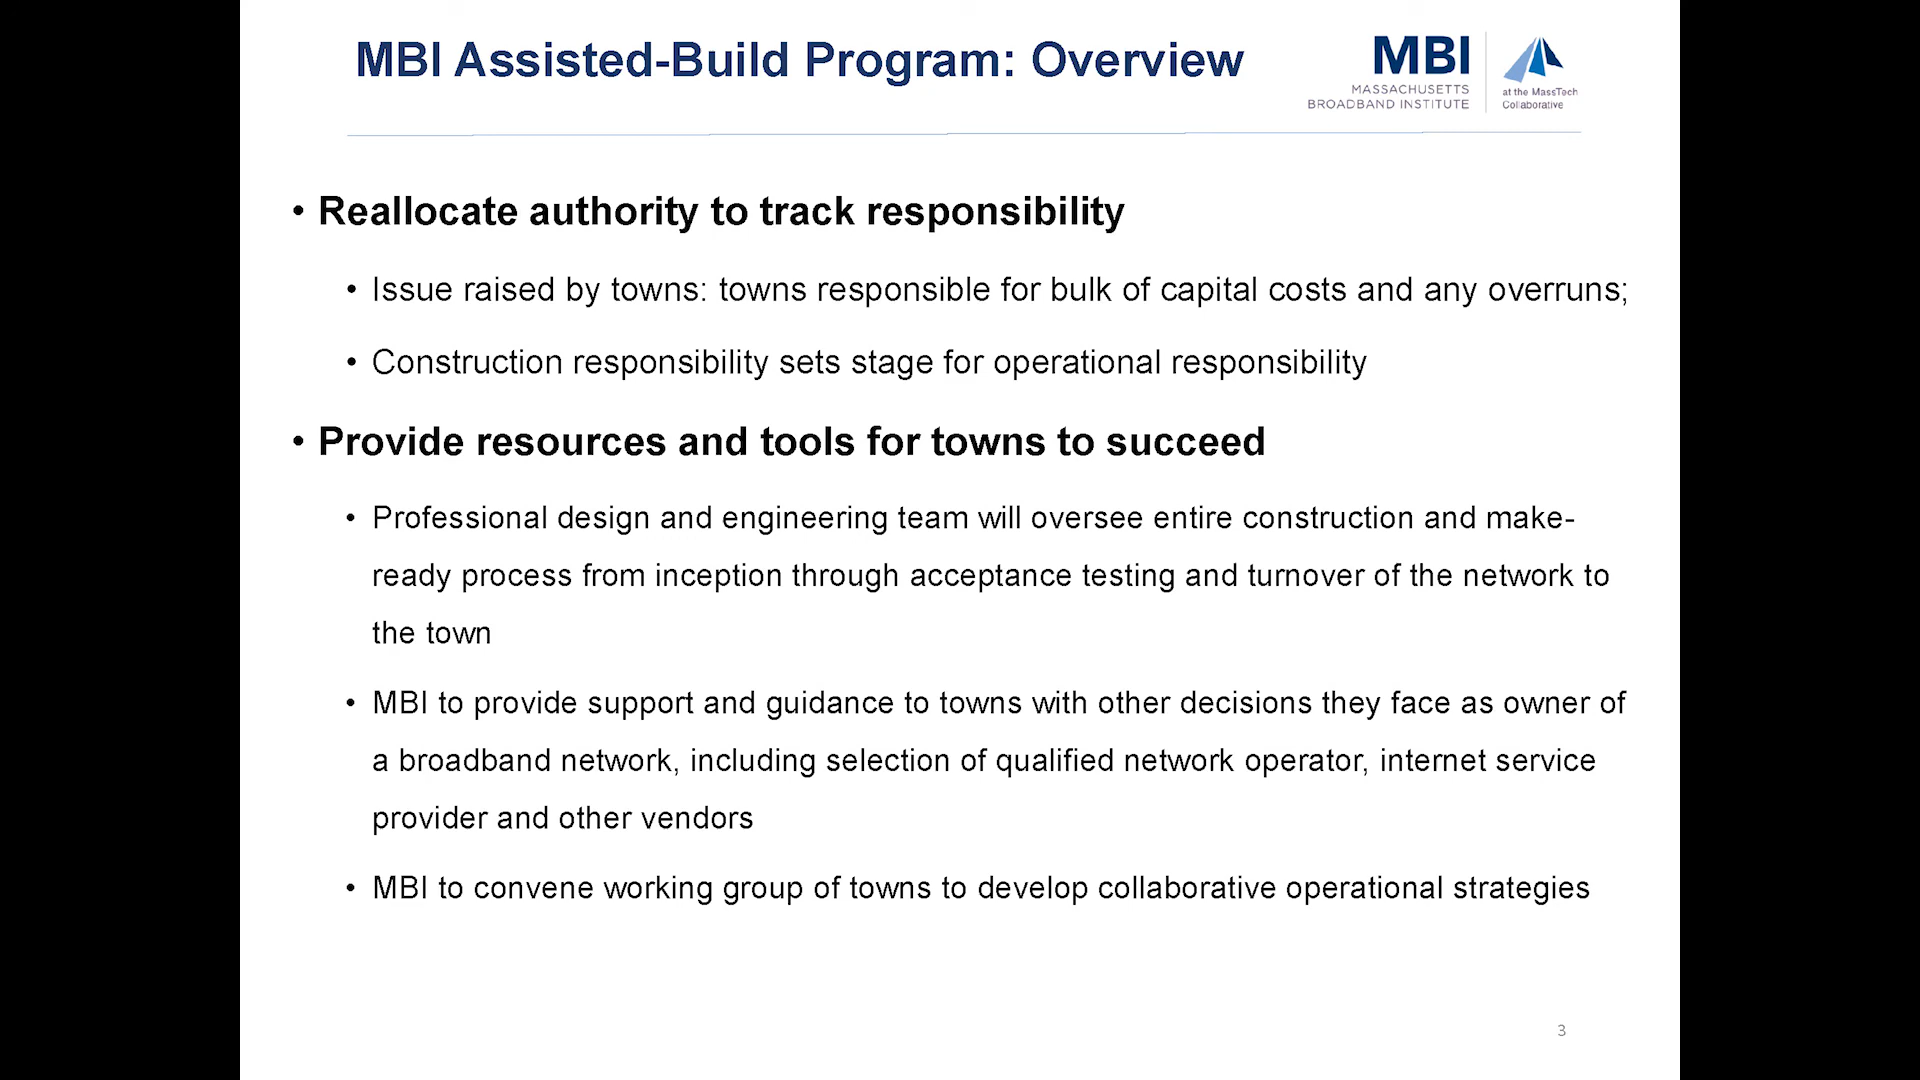 MBI Assisted-Build Program: Overview
MBI
MASSACHUSETTS
BROADBAND INSTITUTE
at the MassTech
Collaborative
• Reallocate authority to track responsibility
• Issue raised by towns: towns responsible for bulk of capital costs and any overruns;
• Construction responsibility sets stage for operational responsibility
• Provide resources and tools for towns to succeed
• Professional design and engineering team will oversee entire construction and make-
ready process from inception through acceptance testing and turnover of the network to
the town
• MBI to provide support and guidance to towns with other decisions they face as owner of
a broadband network, including selection of qualified network operator, internet service
provider and other vendors
• MBI to convene working group of towns to develop collaborative operational strategies
3